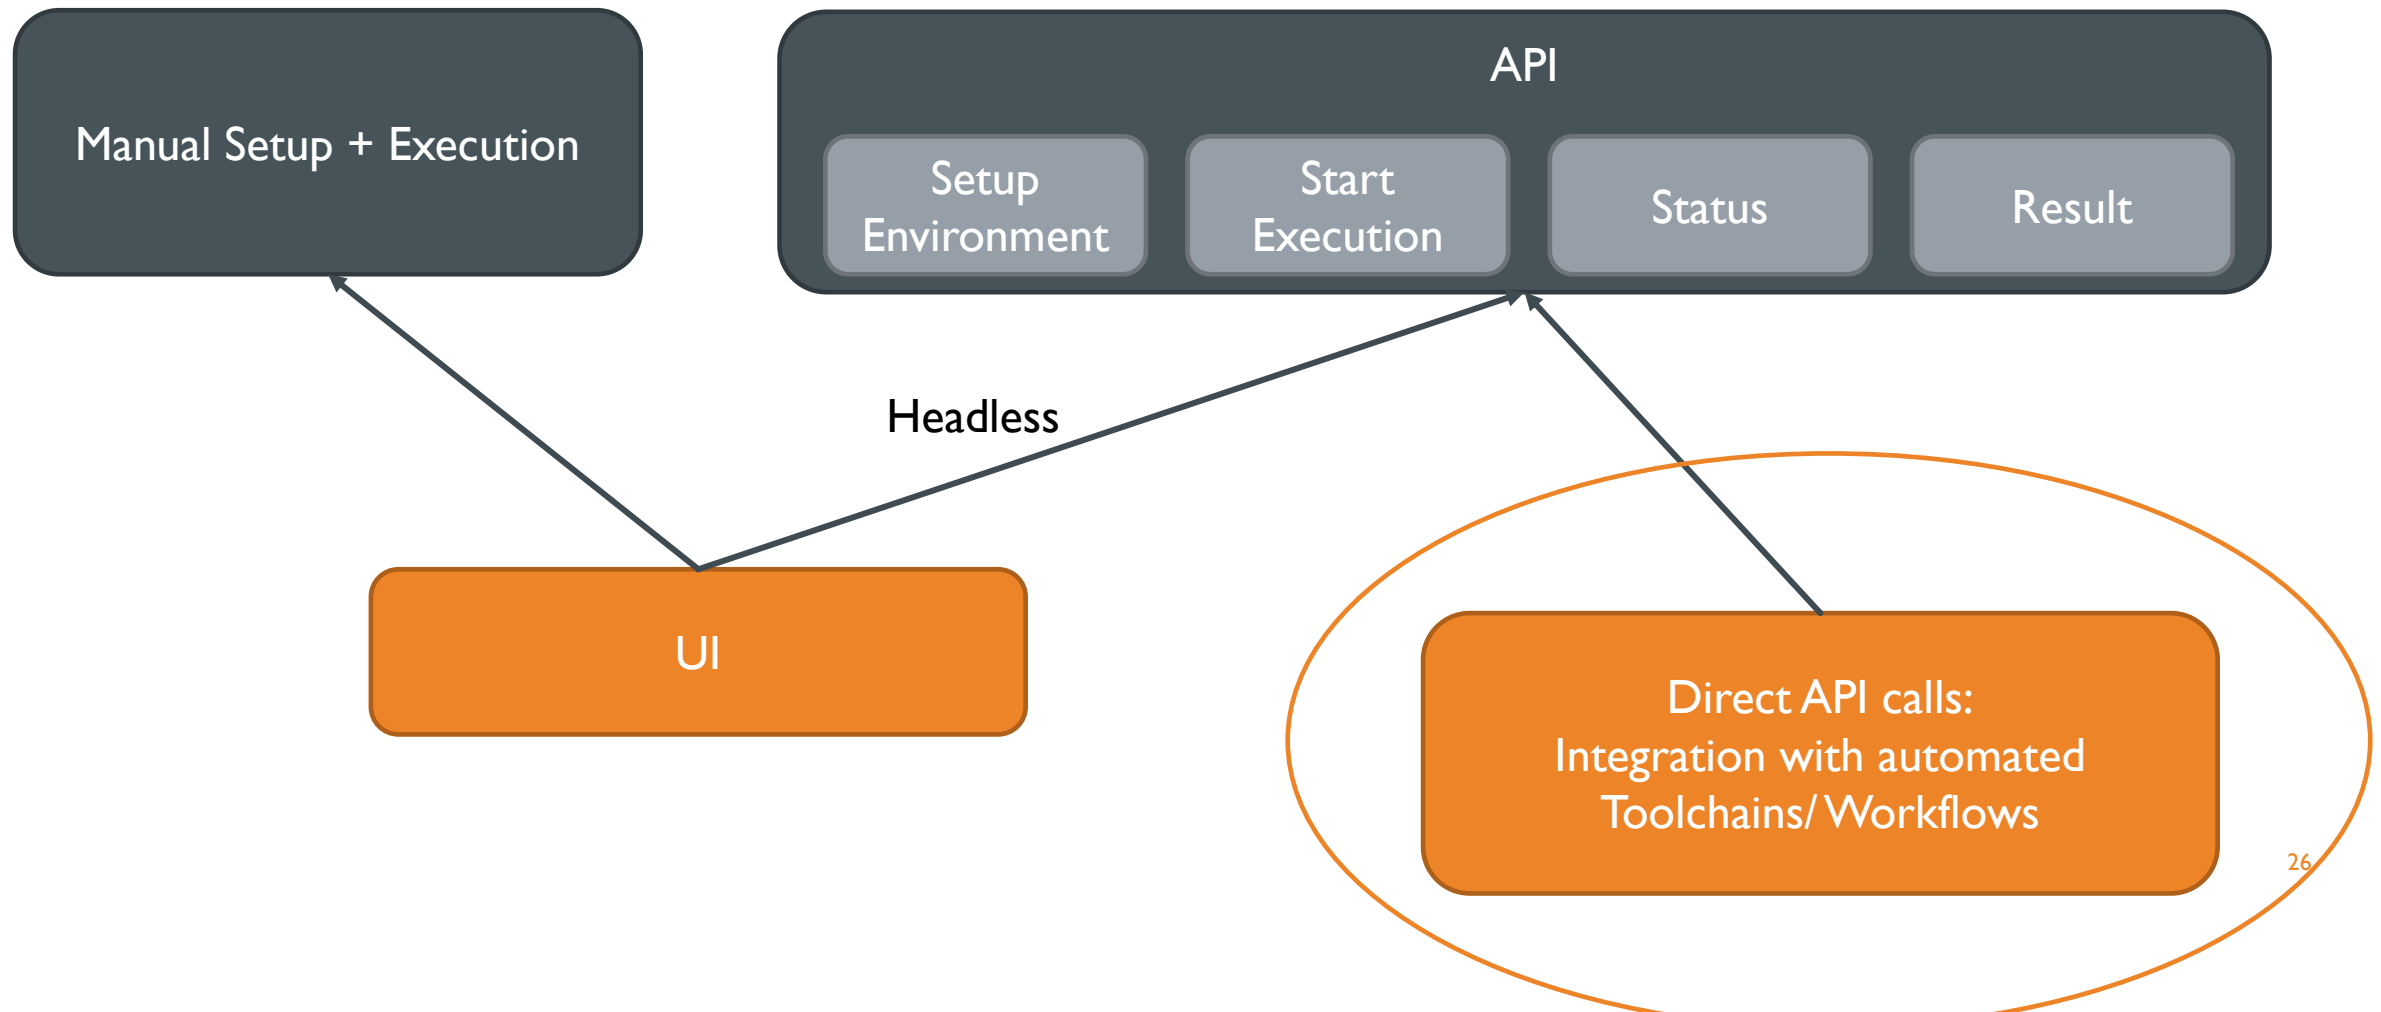 Manual Setup + Execution
API
Setup
Environment
Start
Execution
Status
Result
Headless
UI
Direct API calls:
Integration with automated
Toolchains/Workflows
26